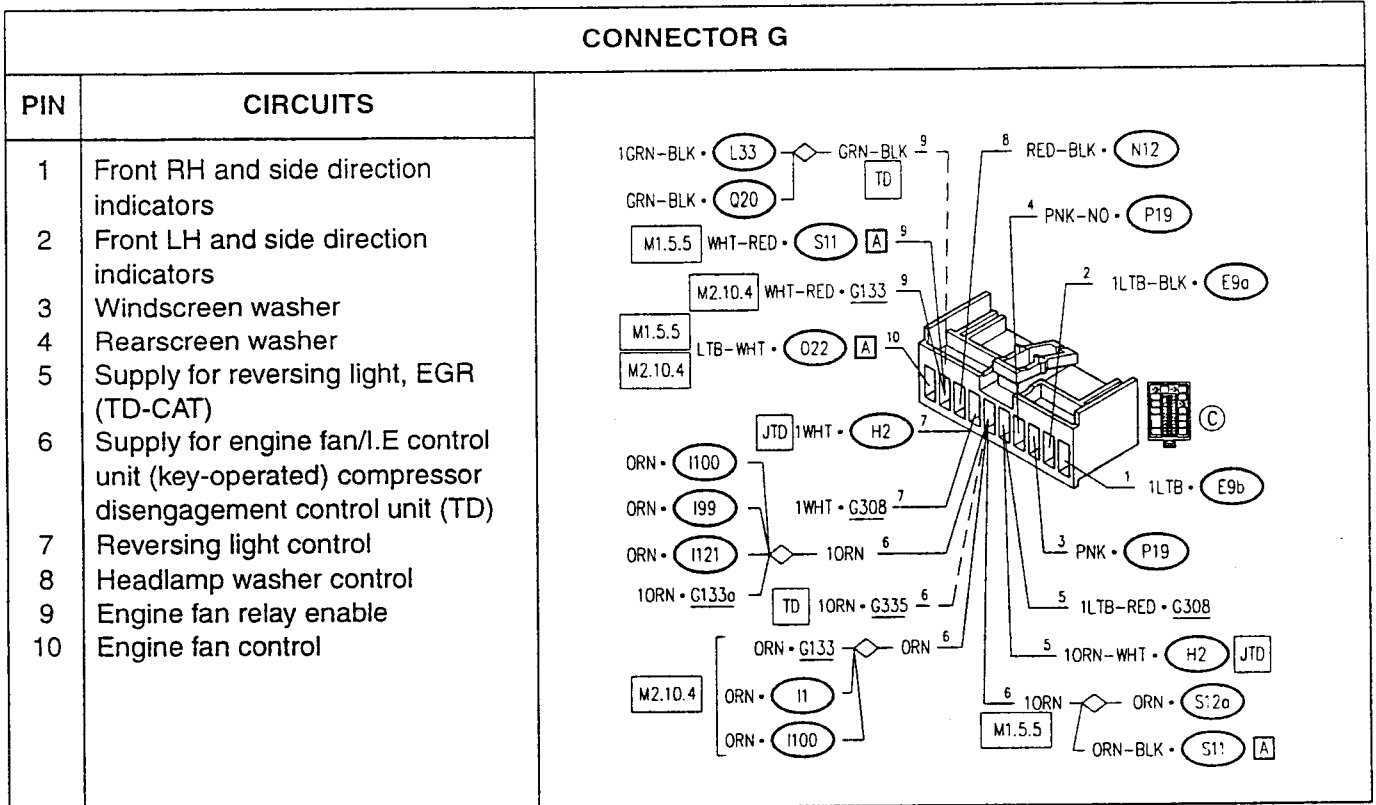 CONNECTOR G
PIN CIRCUITS
1 Front RH and side direction
indicators
2 Front LH and side direction
indicators
3 Windscreen washer
4 Rearscreen washer
5 Supply for reversing light, EGR
(TD-CAT)
6 Supply for engine fan/I.E control
unit (key-operated) compressor
disengagement control unit (TD)
7 Reversing light control
8 Headlamp washer control
9 Engine fan relay enable
10 Engine fan control
1GRN-BLK • L33 GRN-BLK 9
TD
GRN-BLK • Q20
M1.5.5 WHT-RED • S11 A 9
M2.10.4 WHT-RED • G133 9
M1.5.5
M2.10.4
LTB-WHT • O22 A 10
JTD 1WHT • H2 7
1WHT • G308 7
ORN • I100
ORN • I99
ORN • I121 1ORN 6
1ORN • G133a
TD 1ORN • G335 6
M2.10.4
ORN • G133 ORN 6
ORN • I1
ORN • I100
8 RED-BLK • N12
4 PNK-NO • P19
2 1LTB-BLK • E9a
C
1 1LTB • E9b
3 PNK • P19
5 1LTB-RED • G308
5 1ORN-WHT • H2 JTD
6 1ORN ORN • S12a
M1.5.5
ORN-BLK • S11 A